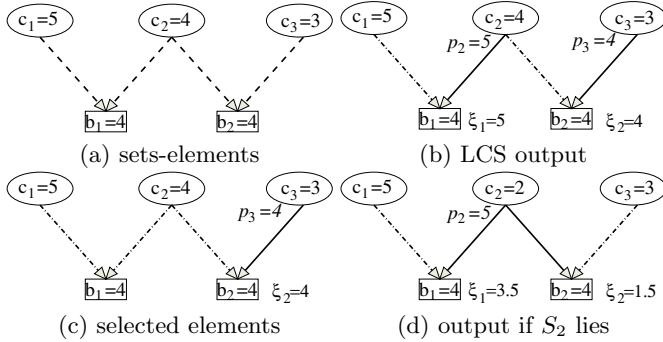 c₁=5 c₂=4 c₃=3
b₁=4 b₂=4
(a) sets-elements
c₁=5 c₂=4 c₃=3
p₂=5 p₃=4
b₁=4 ξ₁=5 b₂=4 ξ₂=4
(b) LCS output
c₁=5 c₂=4 c₃=3
p₃=4
b₁=4 b₂=4 ξ₂=4
(c) selected elements
c₁=5 c₂=2 c₃=3
p₂=5
b₁=4 ξ₁=3.5 b₂=4 ξ₂=1.5
(d) output if S₂ lies